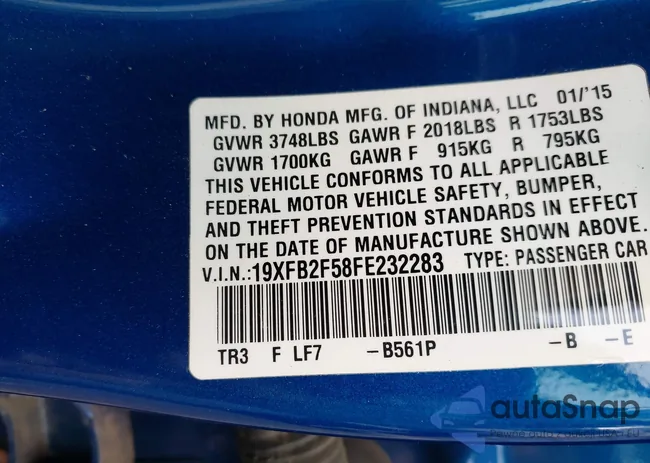 MFD. BY HONDA MFG. OF INDIANA, LLC 01/'15
GVWR 3748LBS GAWR F 2018LBS R 1753LBS
GVWR 1700KG GAWR F 915KG R 795KG
THIS VEHICLE CONFORMS TO ALL APPLICABLE
FEDERAL MOTOR VEHICLE SAFETY, BUMPER,
AND THEFT PREVENTION STANDARDS IN EFFECT
ON THE DATE OF MANUFACTURE SHOWN ABOVE.
V.I.N.: 19XFB2F58FE232283 TYPE: PASSENGER CAR
TR3 F LF7 -B561P -B -E
autoSnap